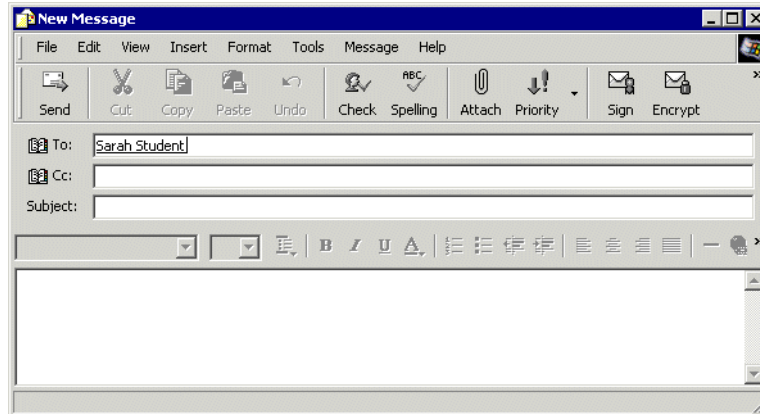 New Message
File Edit View Insert Format Tools Message Help
ABC
Send Cut Copy Paste Undo Check Spelling Attach Priority Sign Encrypt
To: Sarah Student
Cc:
Subject:
B I U A